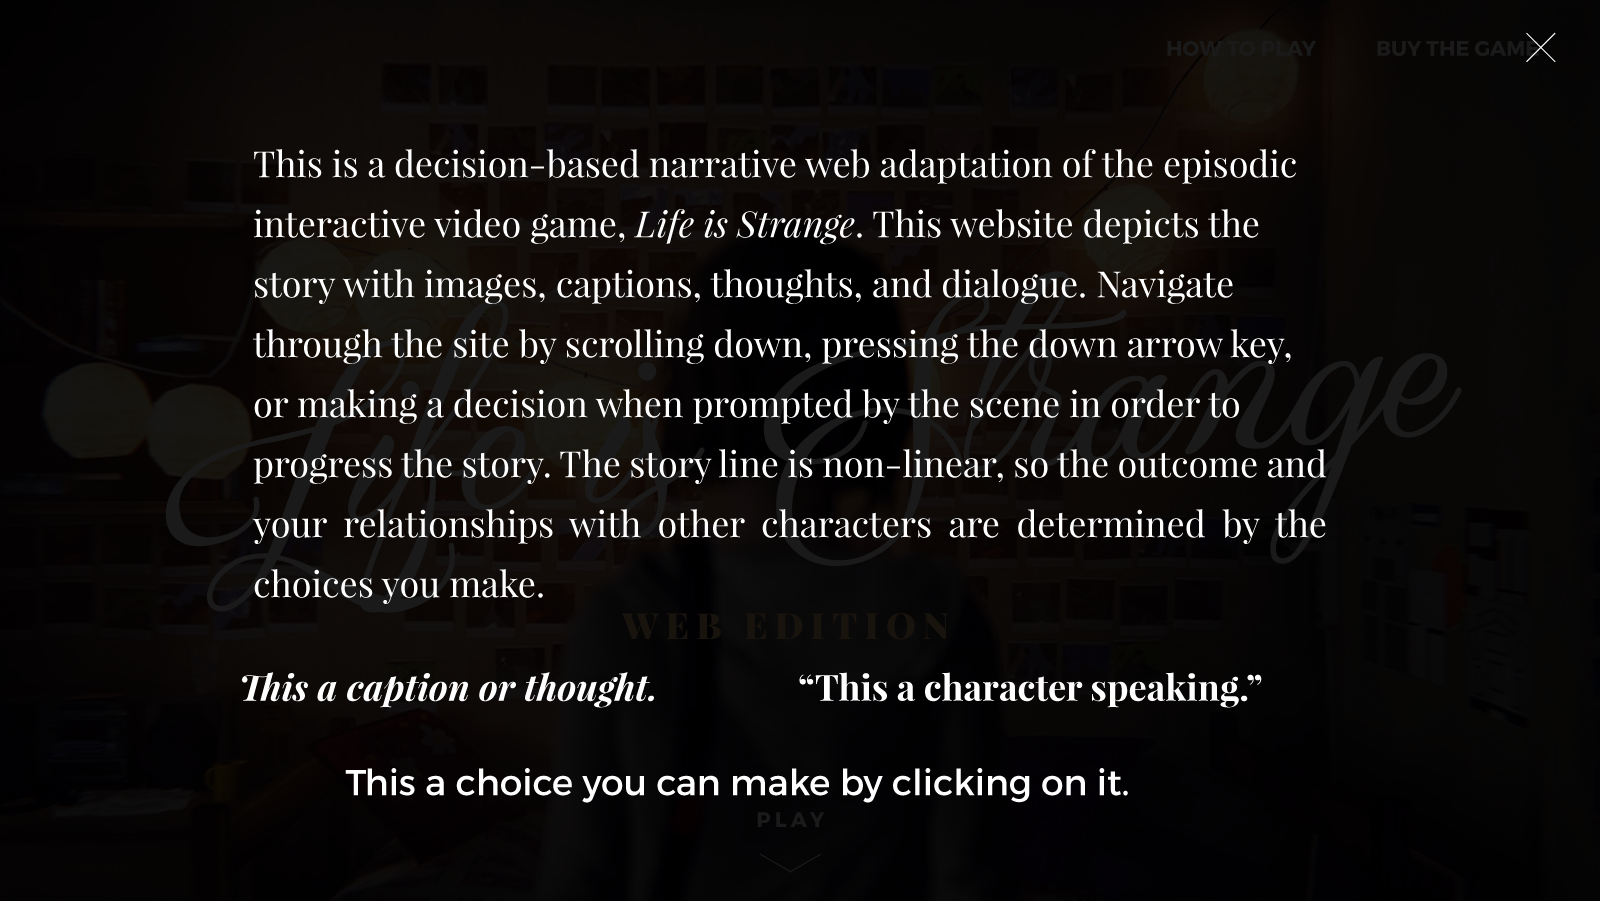 HOW TO PLAY BUY THE GAME
This is a decision-based narrative web adaptation of the episodic
interactive video game, Life is Strange. This website depicts the
story with images, captions, thoughts, and dialogue. Navigate
through the site by scrolling down, pressing the down arrow key,
or making a decision when prompted by the scene in order to
progress the story. The story line is non-linear, so the outcome and
your relationships with other characters are determined by the
choices you make.
Life is Strange
WEB EDITION
This a caption or thought. “This a character speaking.”
This a choice you can make by clicking on it.
PLAY